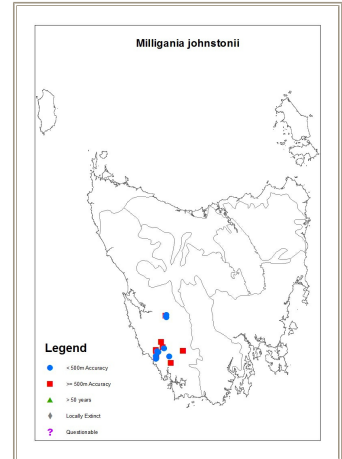 Milligania johnstonii
Legend
< 500m Accuracy
>= 500m Accuracy
> 50 years
Locally Extinct
? Questionable